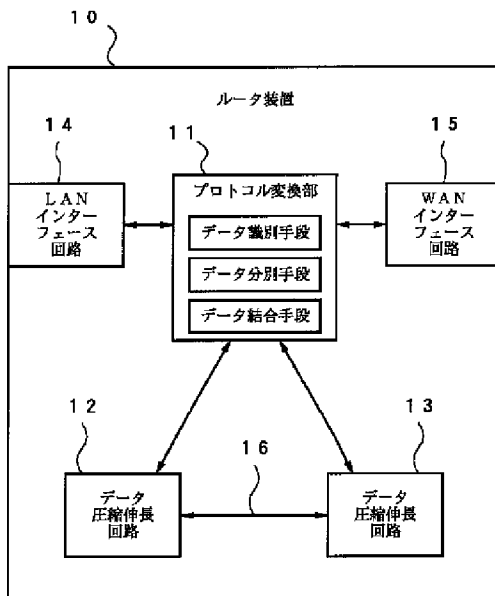 10
ルータ装置
14
11
15
LAN
インター
フェース
回路
プロトコル変換部
データ識別手段
データ分別手段
データ結合手段
WAN
インター
フェース
回路
12
16
13
データ
圧縮伸長
回路
データ
圧縮伸長
回路